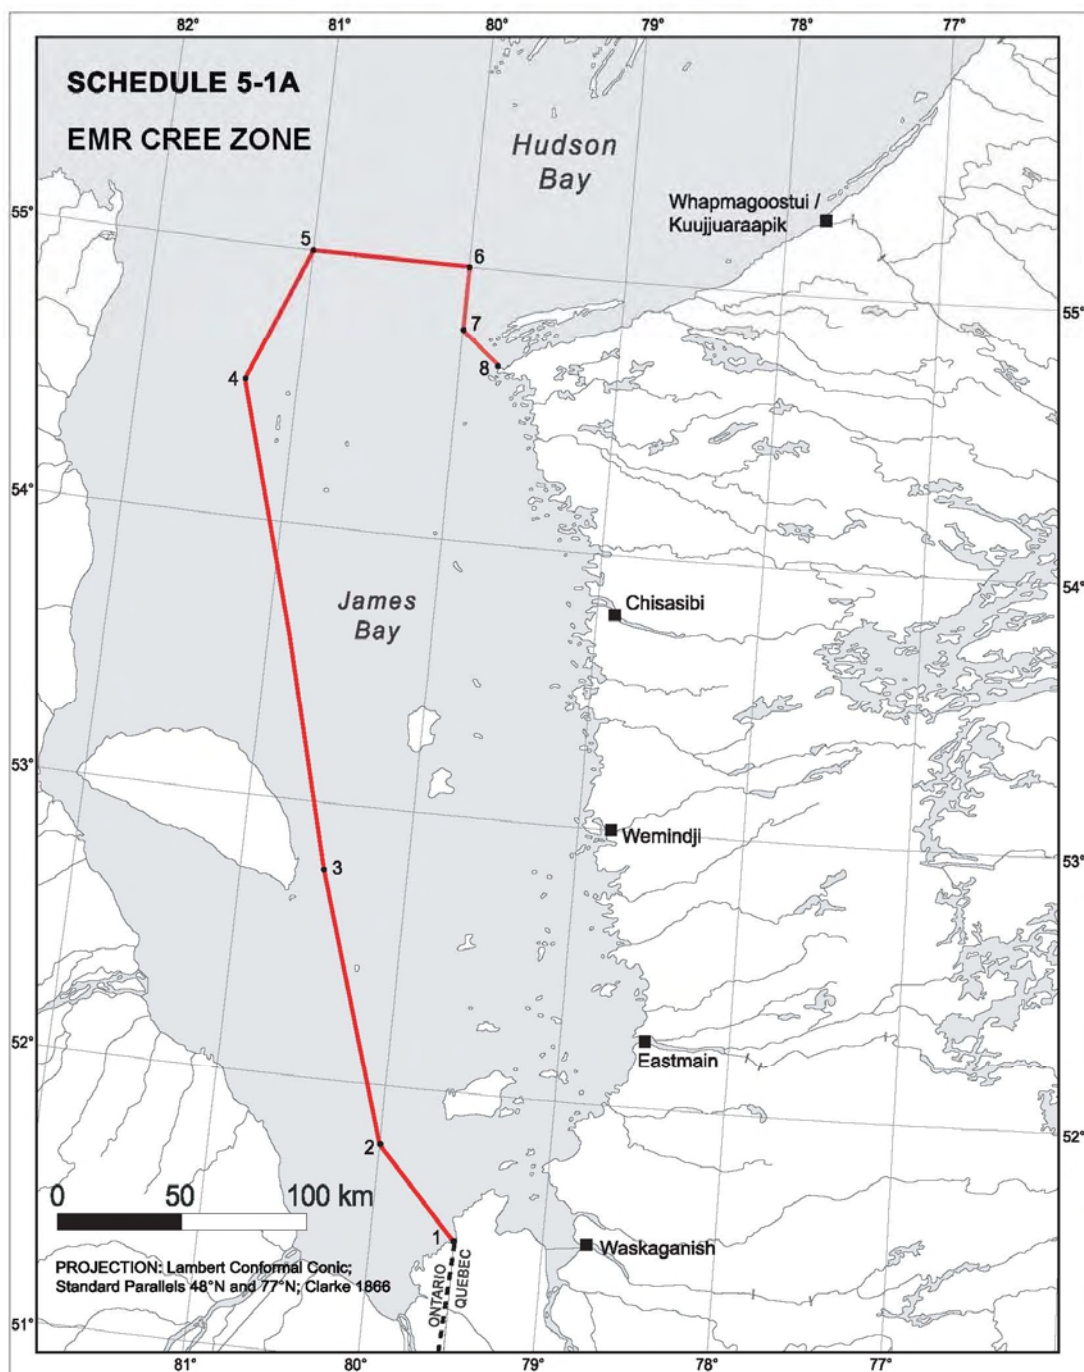 82° 81° 80° 79° 78° 77°
SCHEDULE 5-1A
EMR CREE ZONE
Hudson
Bay
Whapmagoostui /
Kuujjuaraapik
55°
5
6
55°
7
8
4
54°
54°
Chisasibi
James
Bay
53°
Wemindji
53°
3
52°
Eastmain
52°
2
0 50 100 km
1
Waskaganish
PROJECTION: Lambert Conformal Conic;
Standard Parallels 48°N and 77°N; Clarke 1866
ONTARIO
QUEBEC
51°
51°
81° 80° 79° 78° 77°